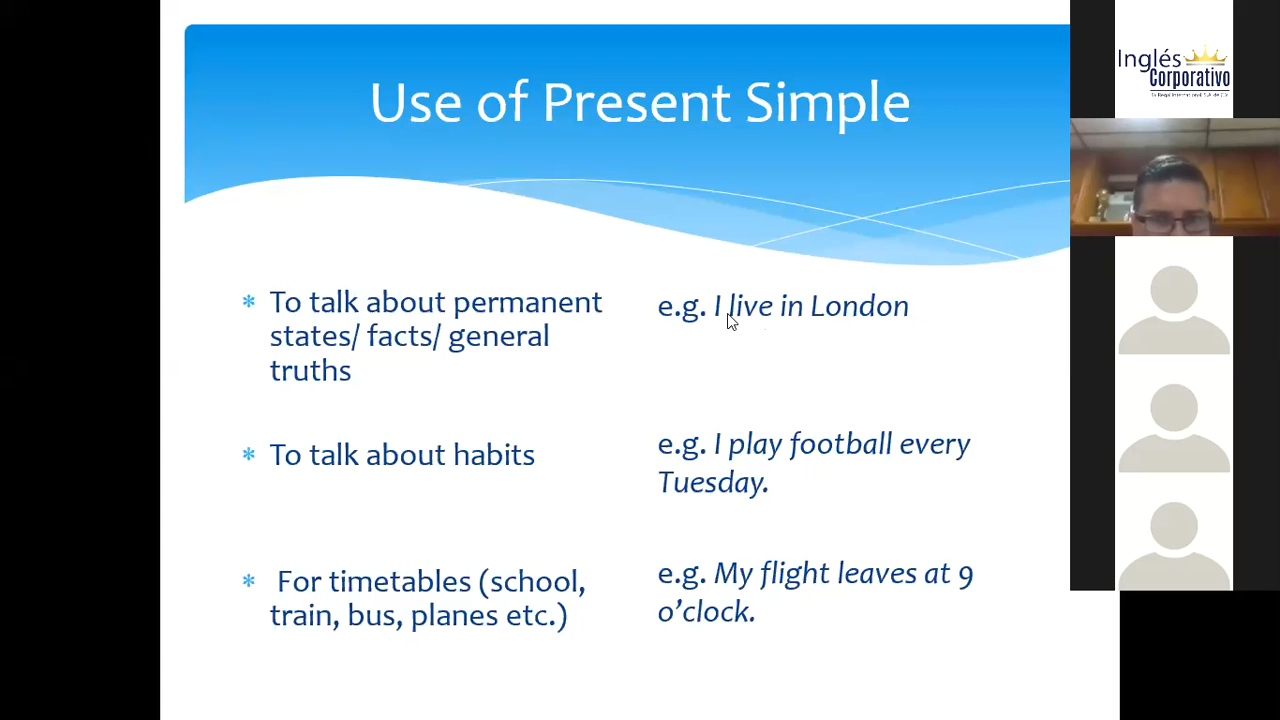 Use of Present Simple
* To talk about permanent
states/ facts/ general
truths
e.g. I live in London
* To talk about habits
e.g. I play football every
Tuesday.
* For timetables (school,
train, bus, planes etc.)
e.g. My flight leaves at 9
o’clock.
Inglés
Corporativo